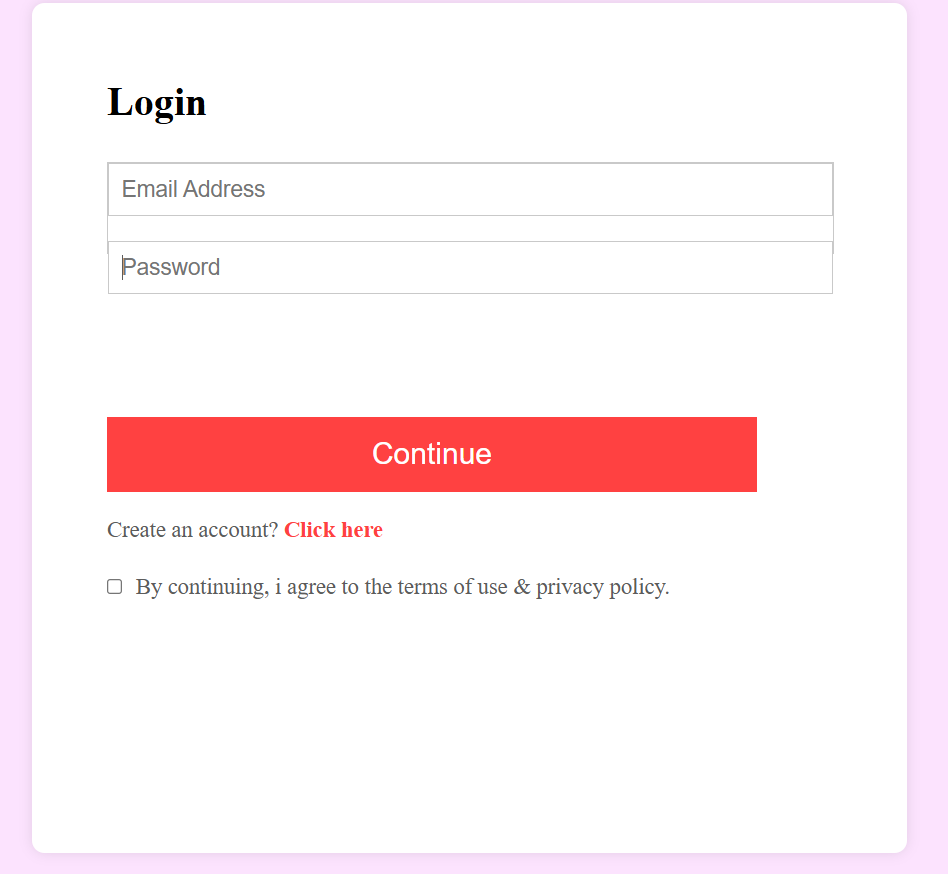 Login
Email Address
Password
Continue
Create an account? Click here
By continuing, i agree to the terms of use & privacy policy.